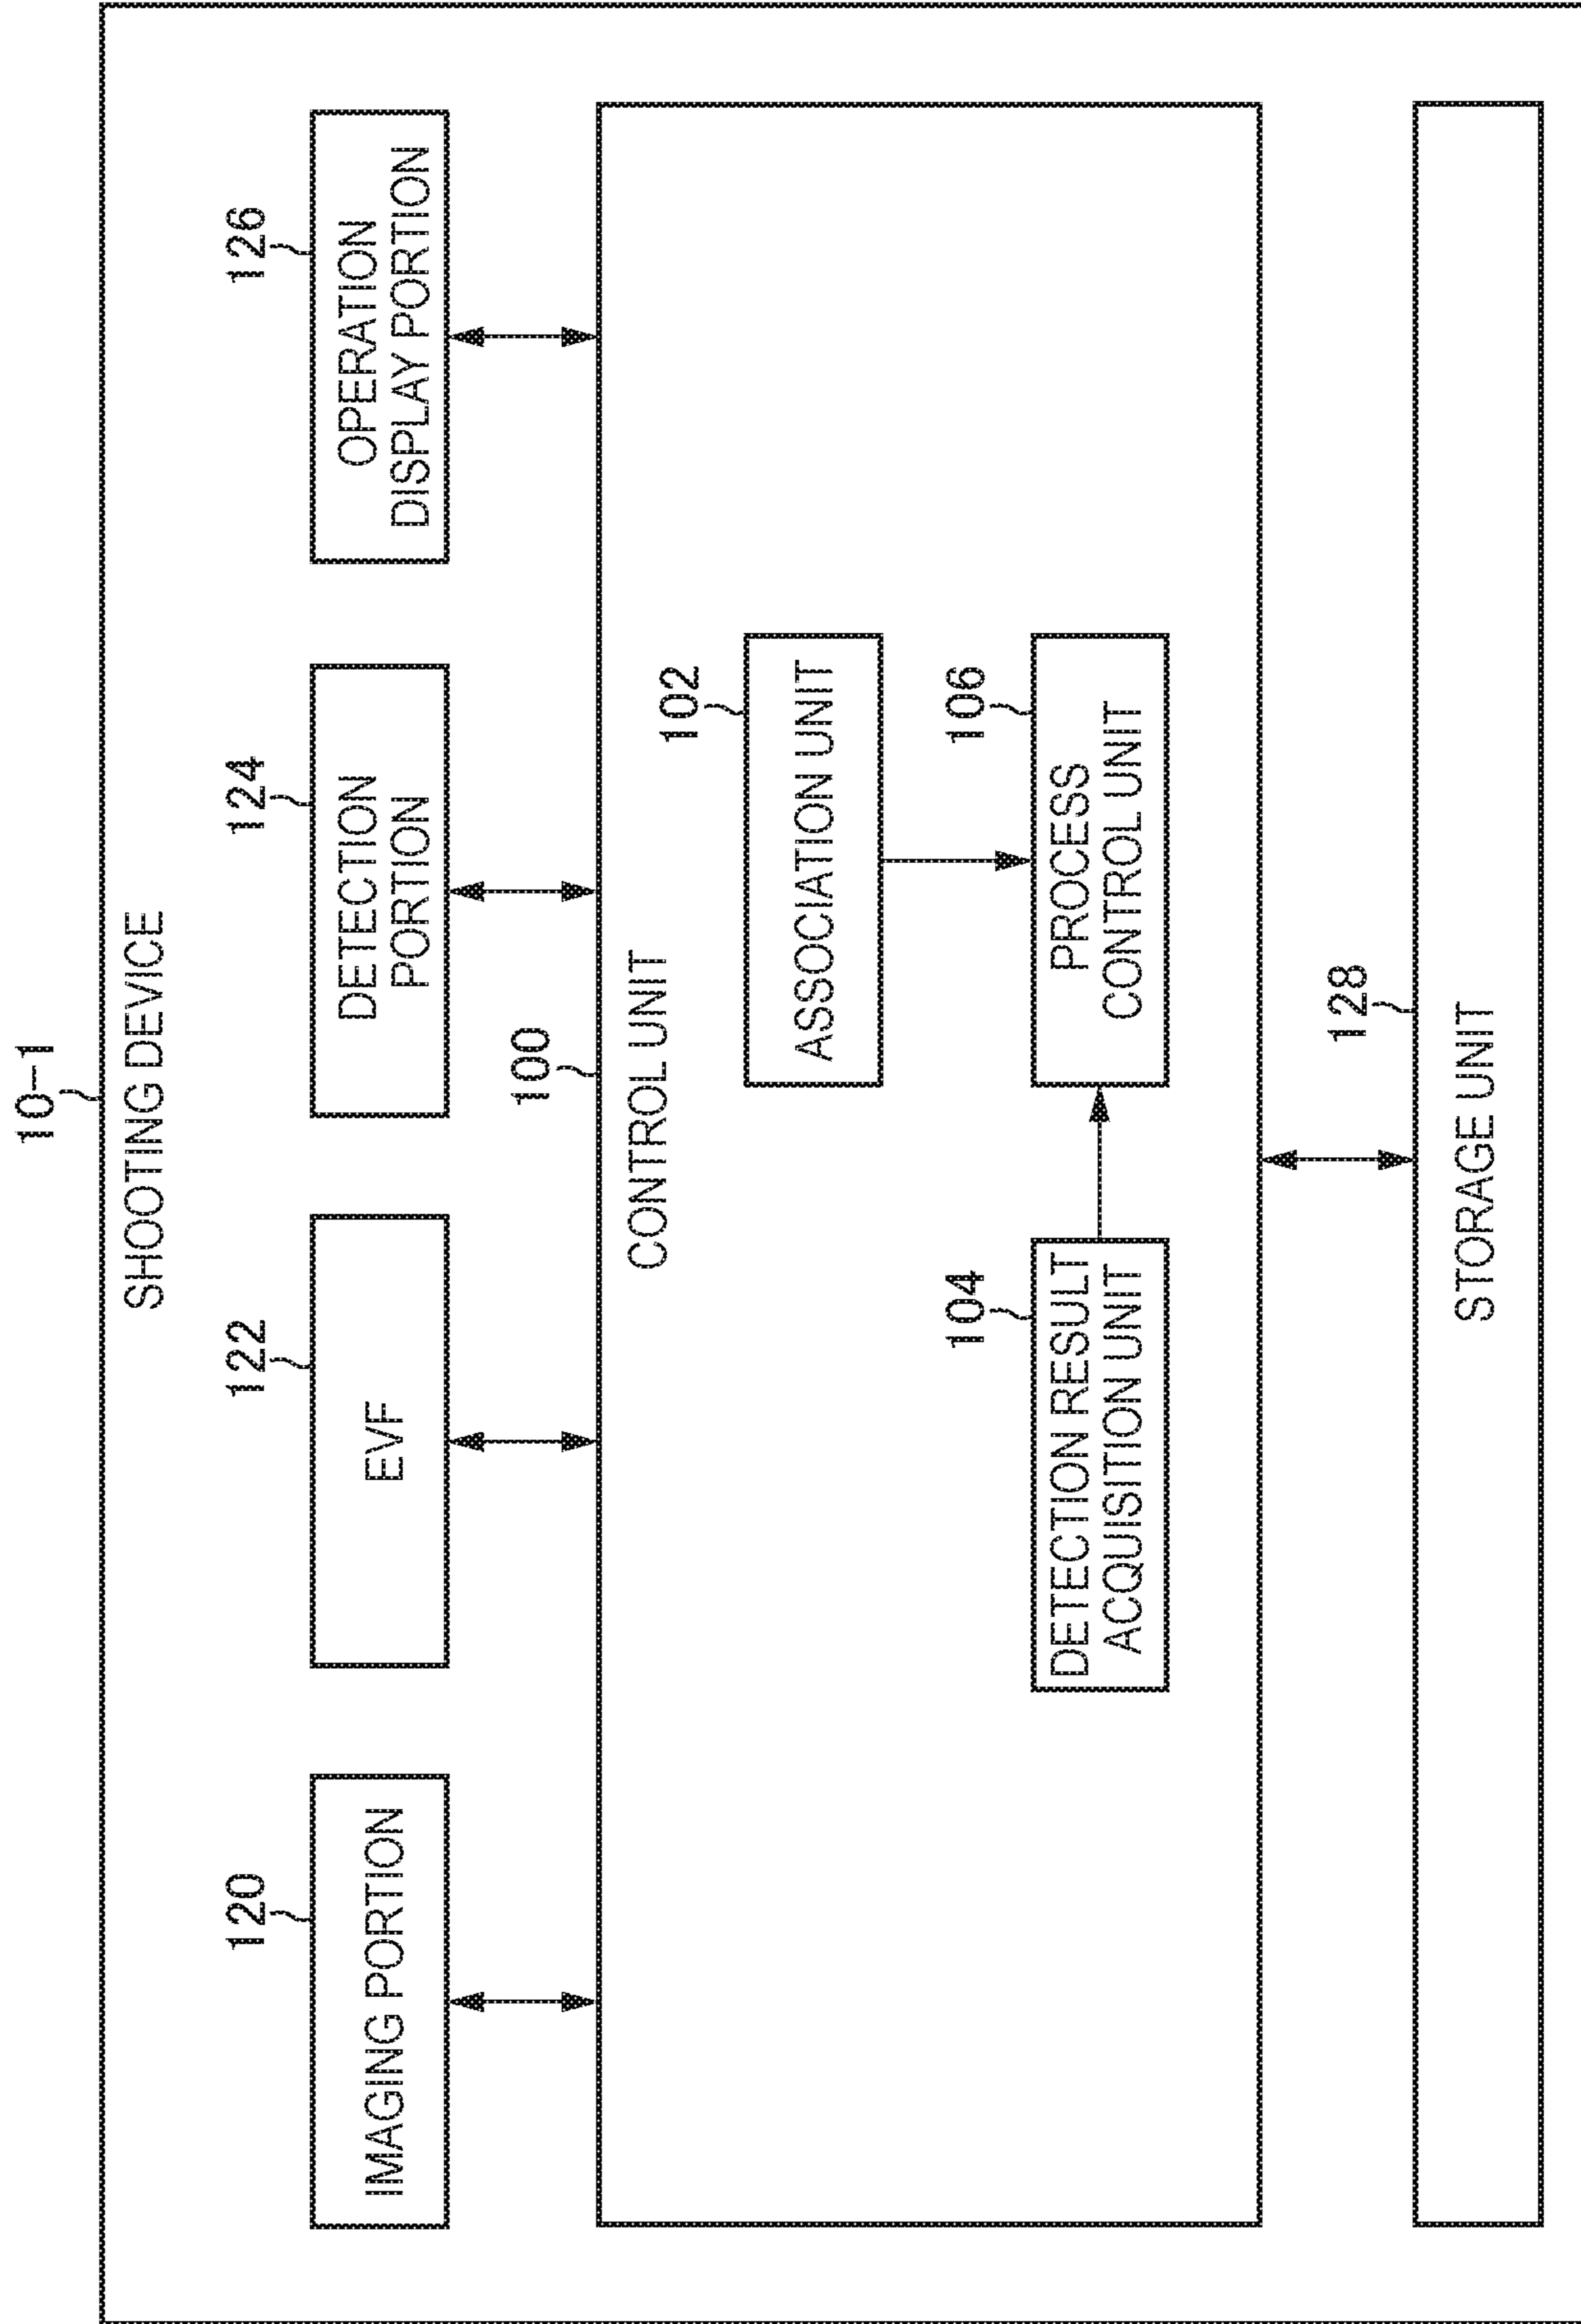 10-1
SHOOTING DEVICE
120
IMAGING PORTION
122
EVF
124
DETECTION
PORTION
126
OPERATION
DISPLAY PORTION
100
CONTROL UNIT
102
ASSOCIATION UNIT
104
DETECTION RESULT
ACQUISITION UNIT
106
PROCESS
CONTROL UNIT
128
STORAGE UNIT